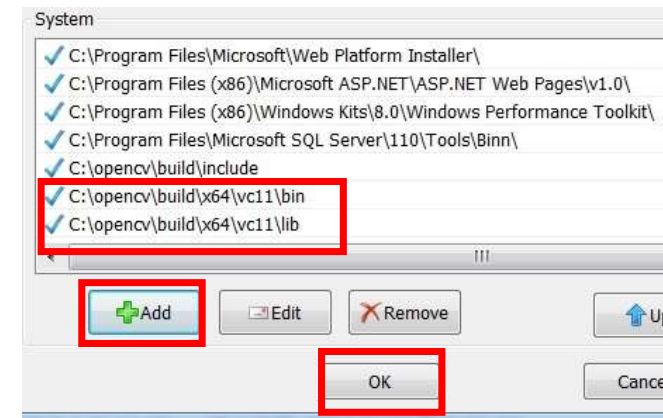 System
C:\Program Files\Microsoft\Web Platform Installer\
C:\Program Files (x86)\Microsoft ASP.NET\ASP.NET Web Pages\v1.0\
C:\Program Files (x86)\Windows Kits\8.0\Windows Performance Toolkit\
C:\Program Files\Microsoft SQL Server\110\Tools\Binn\
C:\opencv\build\include
C:\opencv\build\x64\vc11\bin
C:\opencv\build\x64\vc11\lib
Add Edit Remove
OK